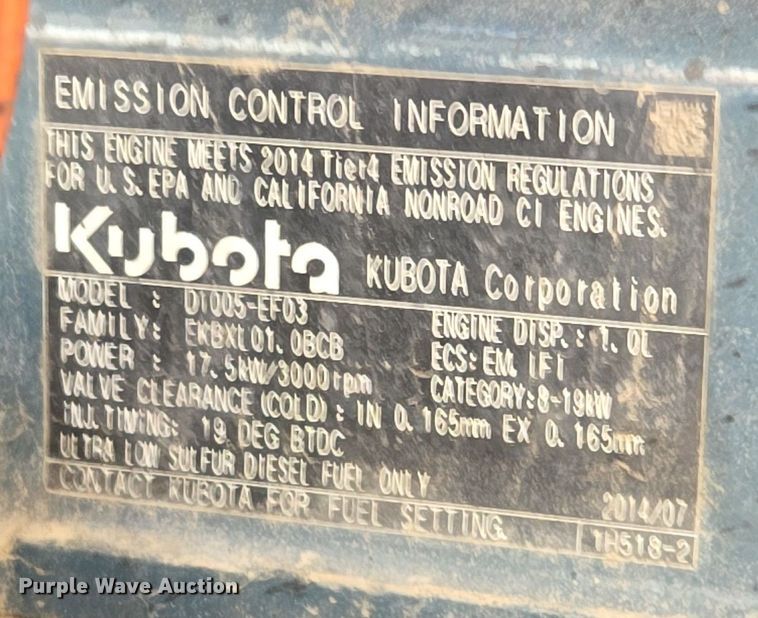 EMISSION CONTROL INFORMATION
THIS ENGINE MEETS 2014 Tier4 EMISSION REGULATIONS
FOR U.S.EPA AND CALIFORNIA NONROAD CI ENGINES.
Kubota KUBOTA Corporation
MODEL : D1005-EF03 ENGINE DISP.: 1.0L
FAMILY: EKBXL01.0BCB ECS: EM IFI
POWER : 17.5kW/3000rpm CATEGORY:8-19kW
VALVE CLEARANCE(COLD): IN 0.165mm EX 0.165mm
INJ.TIMING: 19 DEG BTDC
ULTRA LOW SULFUR DIESEL FUEL ONLY
2014/07
CONTACT KUBOTA FOR FUEL SETTING.
Purple Wave Auction